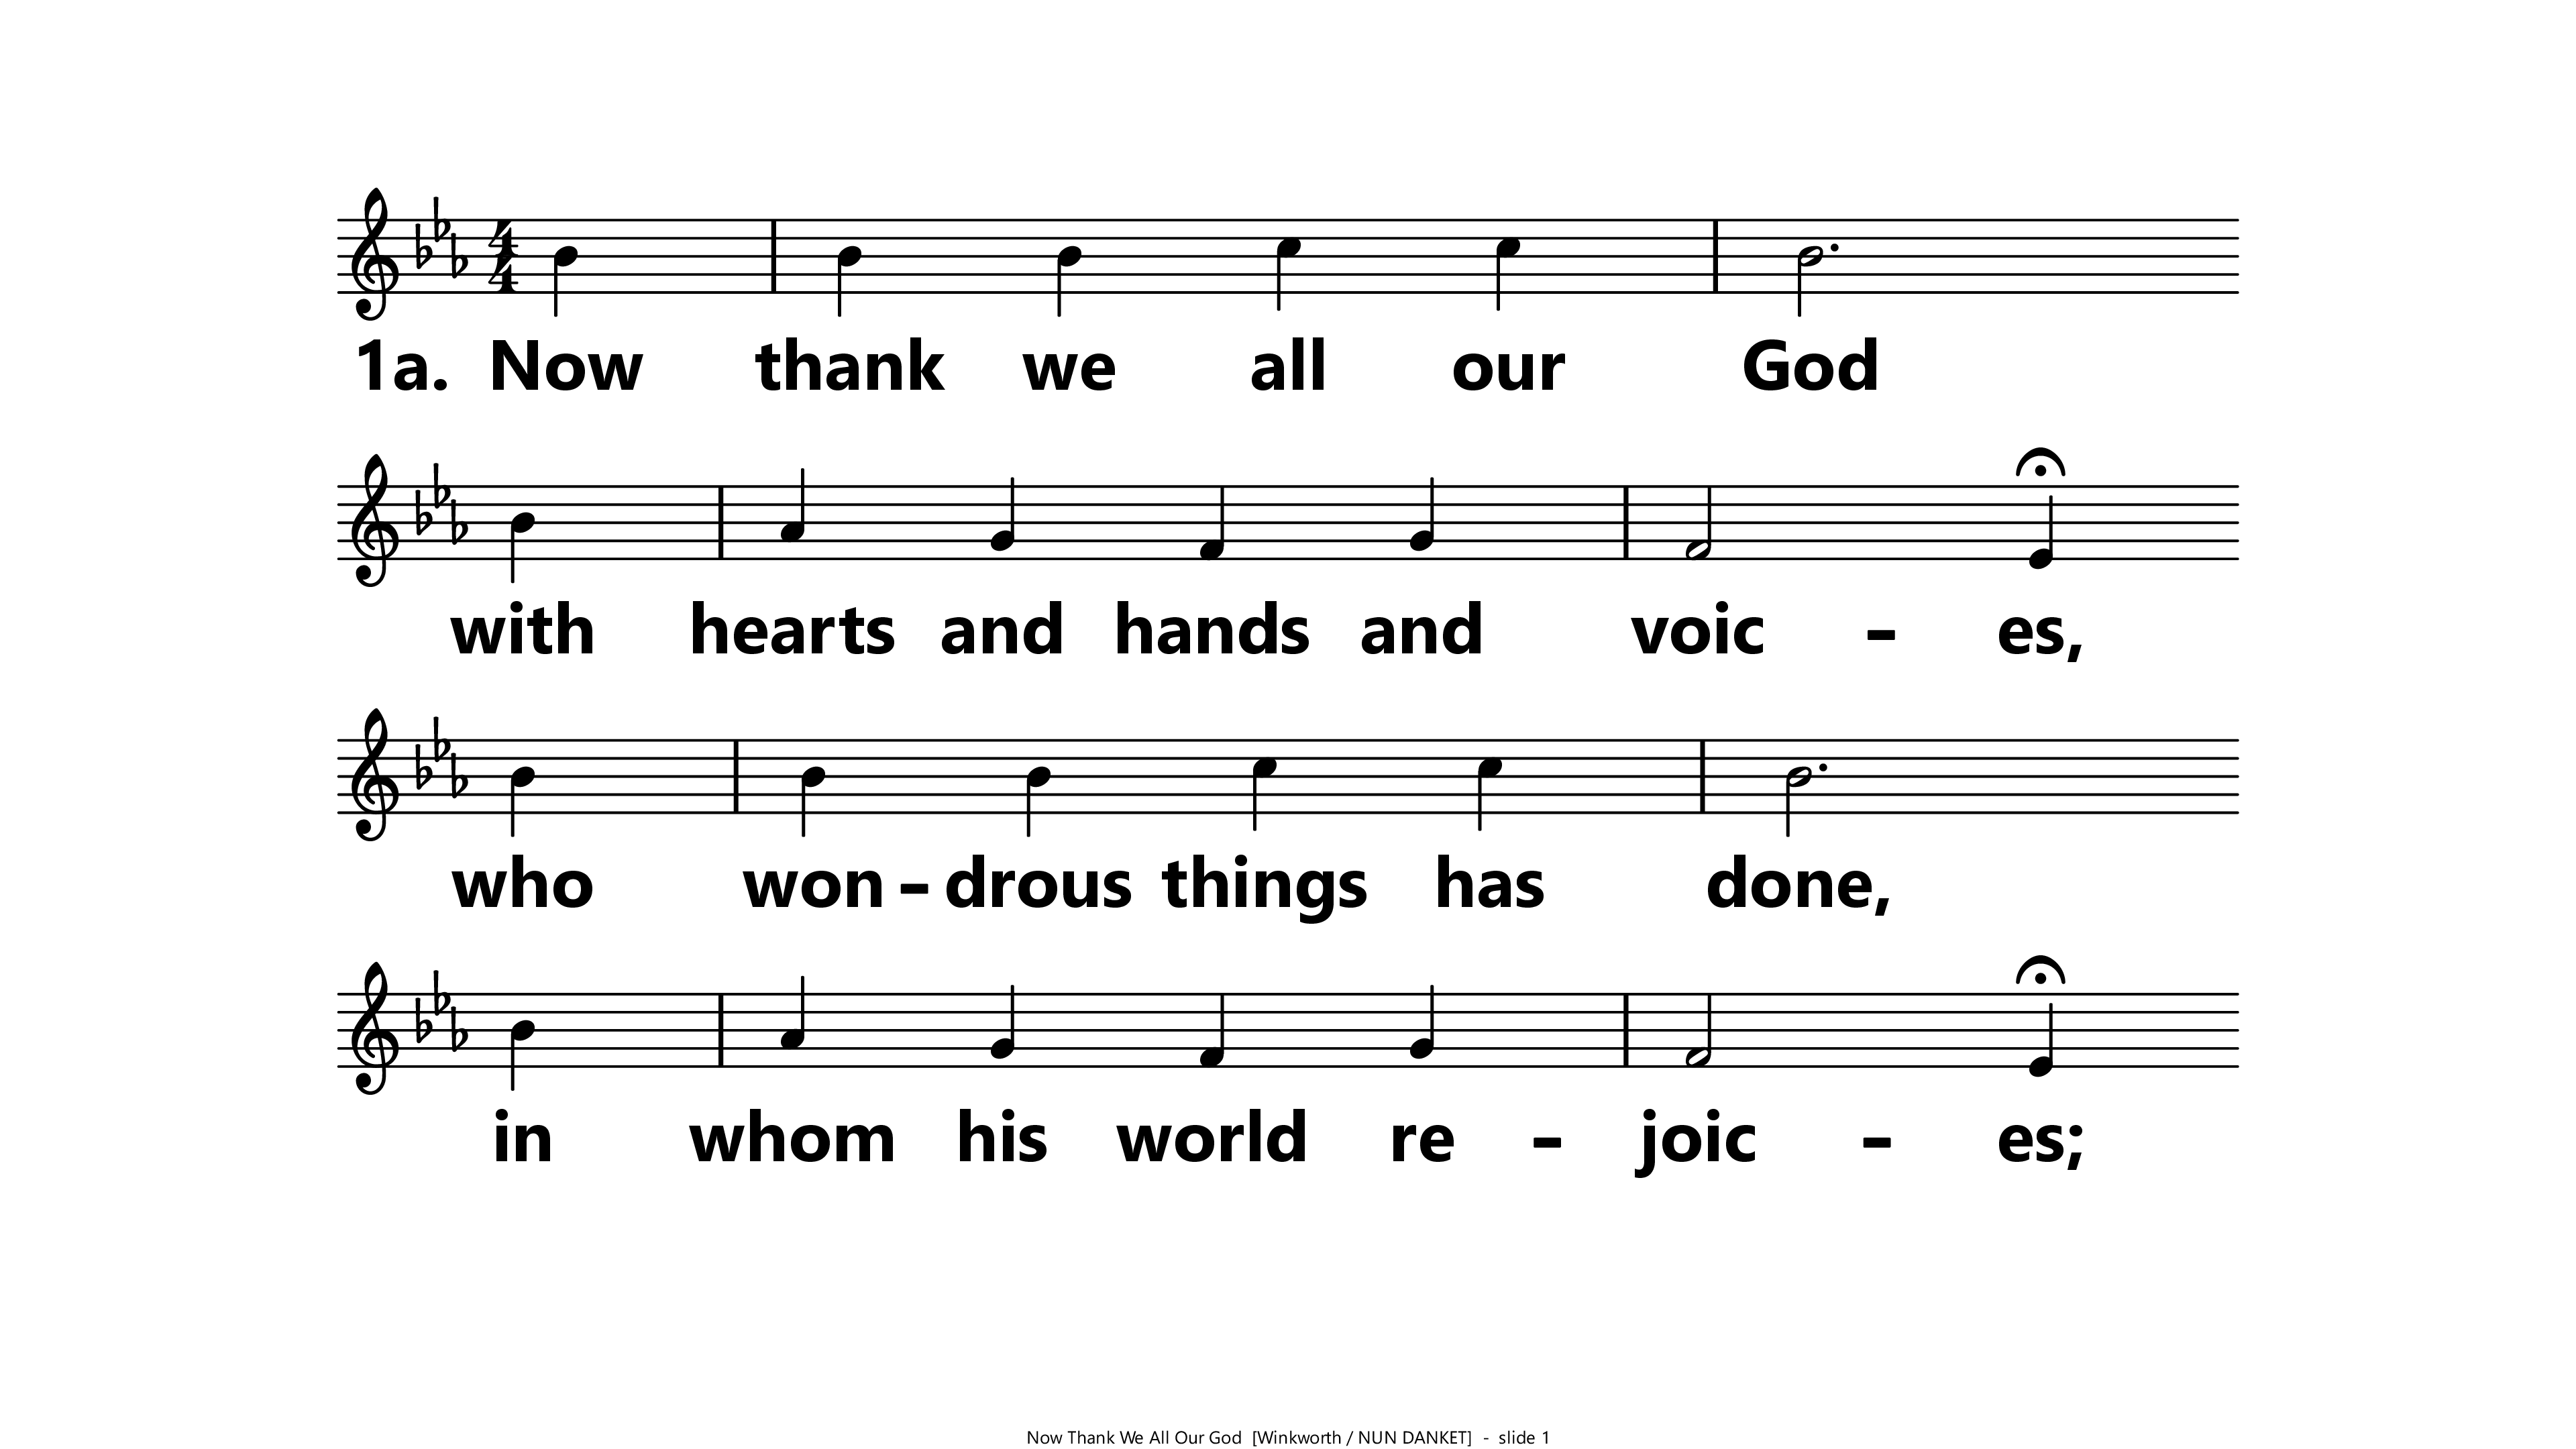 1a. Now thank we all our God
with hearts and hands and voic - es,
who won - drous things has done,
in whom his world re - joic - es;
Now Thank We All Our God [Winkworth / NUN DANKET] - slide 1